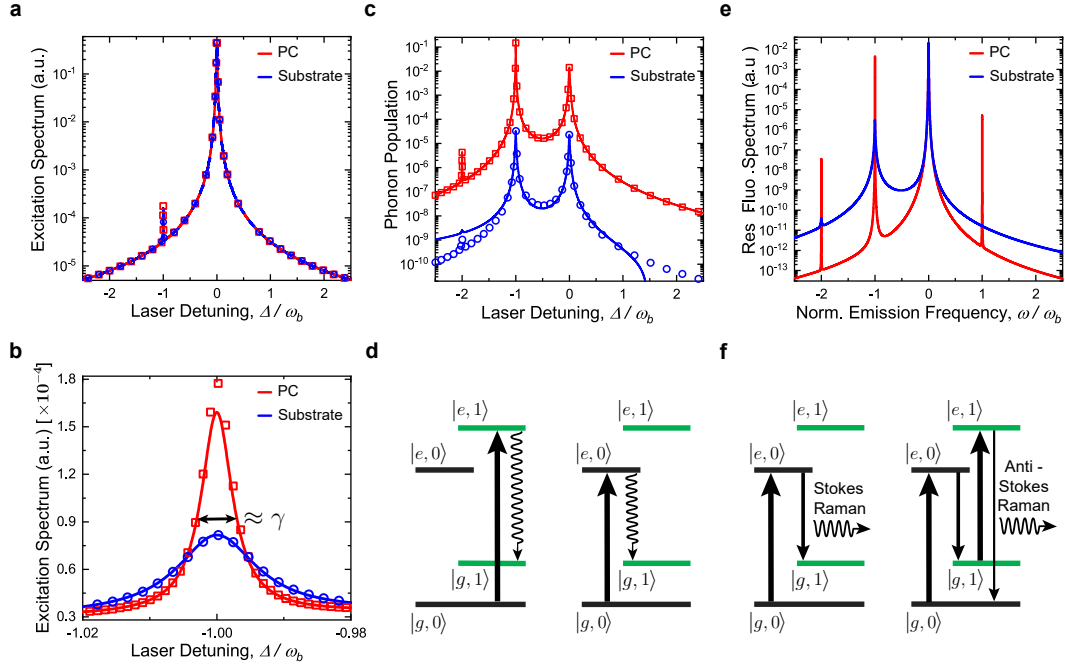 a
Excitation Spectrum (a.u.)
10⁻¹
10⁻²
10⁻³
10⁻⁴
10⁻⁵
PC
Substrate
-2 -1 0 1 2
Laser Detuning, Δ / ω_b
c
Phonon Population
10⁻¹
10⁻²
10⁻³
10⁻⁴
10⁻⁵
10⁻⁶
10⁻⁷
10⁻⁸
10⁻⁹
10⁻¹⁰
PC
Substrate
-2 -1 0 1 2
Laser Detuning, Δ / ω_b
e
Res Fluo .Spectrum (a.u )
10⁻²
10⁻³
10⁻⁴
10⁻⁵
10⁻⁶
10⁻⁷
10⁻⁸
10⁻⁹
10⁻¹⁰
10⁻¹¹
10⁻¹²
10⁻¹³
PC
Substrate
-2 -1 0 1 2
Norm. Emission Frequency, ω / ω_b
b
Excitation Spectrum (a.u.) [ ×10⁻⁴]
1.8
1.5
1.2
0.9
0.6
0.3
PC
Substrate
≈ γ
-1.02 -1.00 -0.98
Laser Detuning, Δ / ω_b
d
|e, 1⟩ |e, 1⟩
|e, 0⟩ |e, 0⟩
|g, 1⟩ |g, 1⟩
|g, 0⟩ |g, 0⟩
f
|e, 1⟩ |e, 1⟩
|e, 0⟩ |e, 0⟩
Stokes
Raman
Anti -
Stokes
Raman
|g, 1⟩ |g, 1⟩
|g, 0⟩ |g, 0⟩